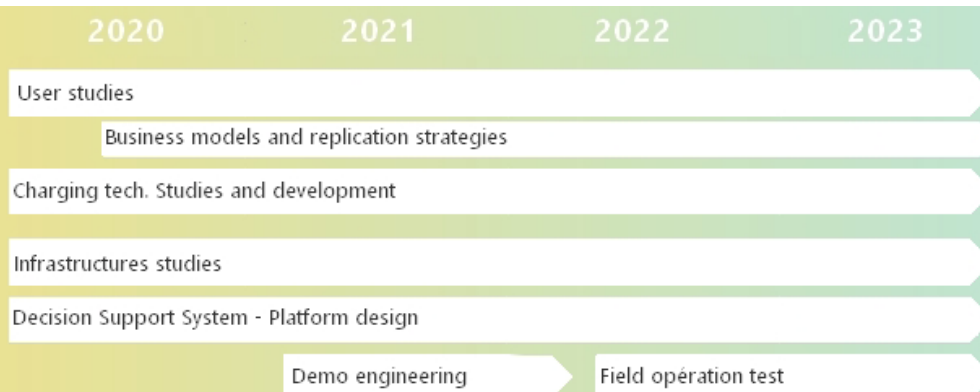 2020 2021 2022 2023
User studies
Business models and replication strategies
Charging tech. Studies and development
Infrastructures studies
Decision Support System - Platform design
Demo engineering Field opération test